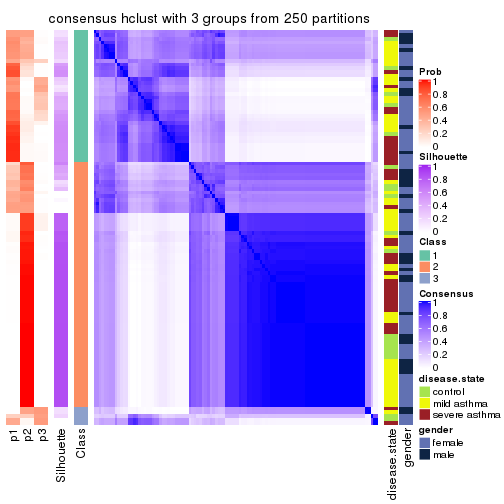 consensus hclust with 3 groups from 250 partitions
Prob
1
0.8
0.6
0.4
0.2
0
Silhouette
1
0.8
0.6
0.4
0.2
0
Class
1
2
3
Consensus
1
0.8
0.6
0.4
0.2
0
disease.state
control
mild asthma
severe asthma
gender
female
male
p1
p2
p3
Silhouette
Class
disease.state
gender